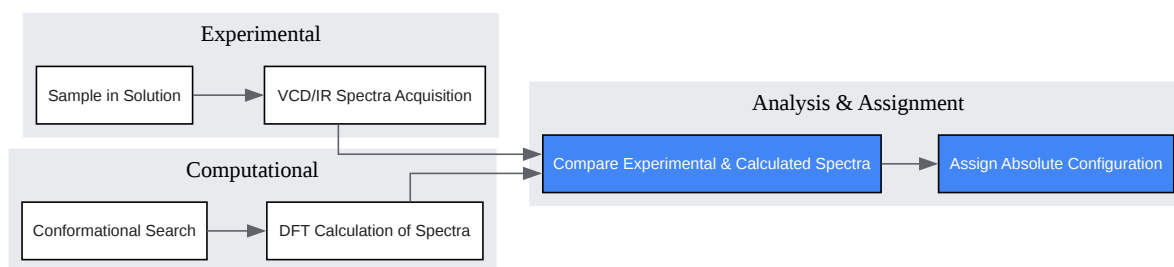 Experimental
Sample in Solution
VCD/IR Spectra Acquisition
Computational
Conformational Search
DFT Calculation of Spectra
Analysis & Assignment
Compare Experimental & Calculated Spectra
Assign Absolute Configuration